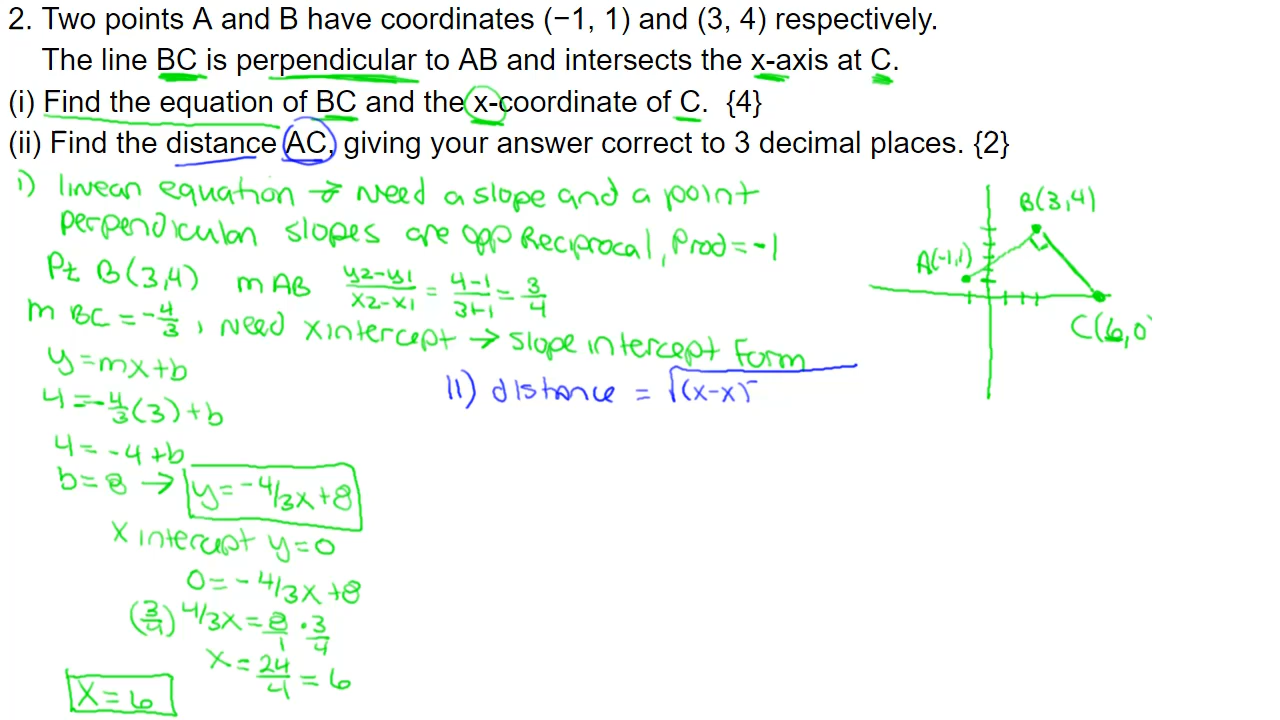 2. Two points A and B have coordinates (−1, 1) and (3, 4) respectively.
The line BC is perpendicular to AB and intersects the x-axis at C.
(i) Find the equation of BC and the x-coordinate of C. {4}
(ii) Find the distance AC, giving your answer correct to 3 decimal places. {2}
i) linear equation → Need a slope and a point
perpendicular slopes are opp Reciprocal, Prod = -1
Pt B(3,4) m AB y2-y1/x2-x1 = 4-1/3+1 = 3/4
m BC = -4/3, need x intercept → slope intercept Form
y = mx+b
4 = -4/3(3)+b
4 = -4+b
b = 8 → y = -4/3x+8
x intercept y=0
0 = -4/3x+8
(3/4) 4/3x = 8/1 · 3/4
x = 24/4 = 6
x = 6
B(3,4)
A(-1,1)
C(6,0
11) distance = √(x-x)